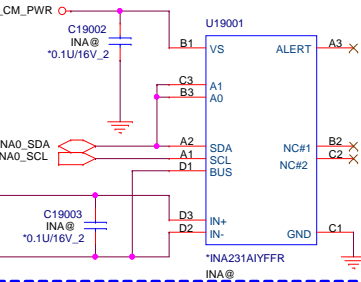 _CM_PWR
U19001
C19002
INA@
*0.1U/16V_2
B1 VS ALERT A3
C3 A1
B3 A0
NA0_SDA A2 SDA NC#1 B2
NA0_SCL A1 SCL NC#2 C2
D1 BUS
C19003
INA@
*0.1U/16V_2
D3 IN+
D2 IN- GND C1
*INA231AIYFFR
INA@